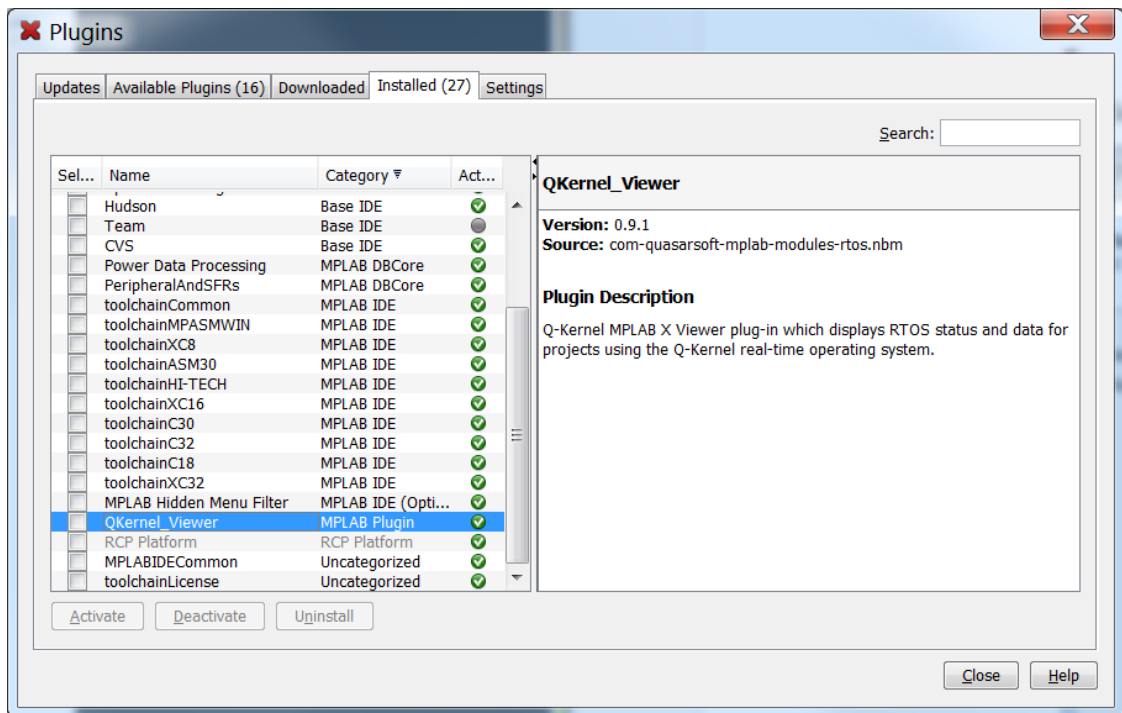 Plugins
Updates Available Plugins (16) Downloaded Installed (27) Settings
Search:
Sel... Name Category Act...
Hudson Base IDE
Team Base IDE
CVS Base IDE
Power Data Processing MPLAB DBCore
PeripheralAndSFRs MPLAB DBCore
toolchainCommon MPLAB IDE
toolchainMPASMWIN MPLAB IDE
toolchainXC8 MPLAB IDE
toolchainASM30 MPLAB IDE
toolchainHI-TECH MPLAB IDE
toolchainXC16 MPLAB IDE
toolchainC30 MPLAB IDE
toolchainC32 MPLAB IDE
toolchainC18 MPLAB IDE
toolchainXC32 MPLAB IDE
MPLAB Hidden Menu Filter MPLAB IDE (Opti...
QKernel_Viewer MPLAB Plugin
RCP Platform RCP Platform
MPLABIDECommon Uncategorized
toolchainLicense Uncategorized
QKernel_Viewer
Version: 0.9.1
Source: com-quasarsoft-mplab-modules-rtos.nbm
Plugin Description
Q-Kernel MPLAB X Viewer plug-in which displays RTOS status and data for
projects using the Q-Kernel real-time operating system.
Activate Deactivate Uninstall
Close Help